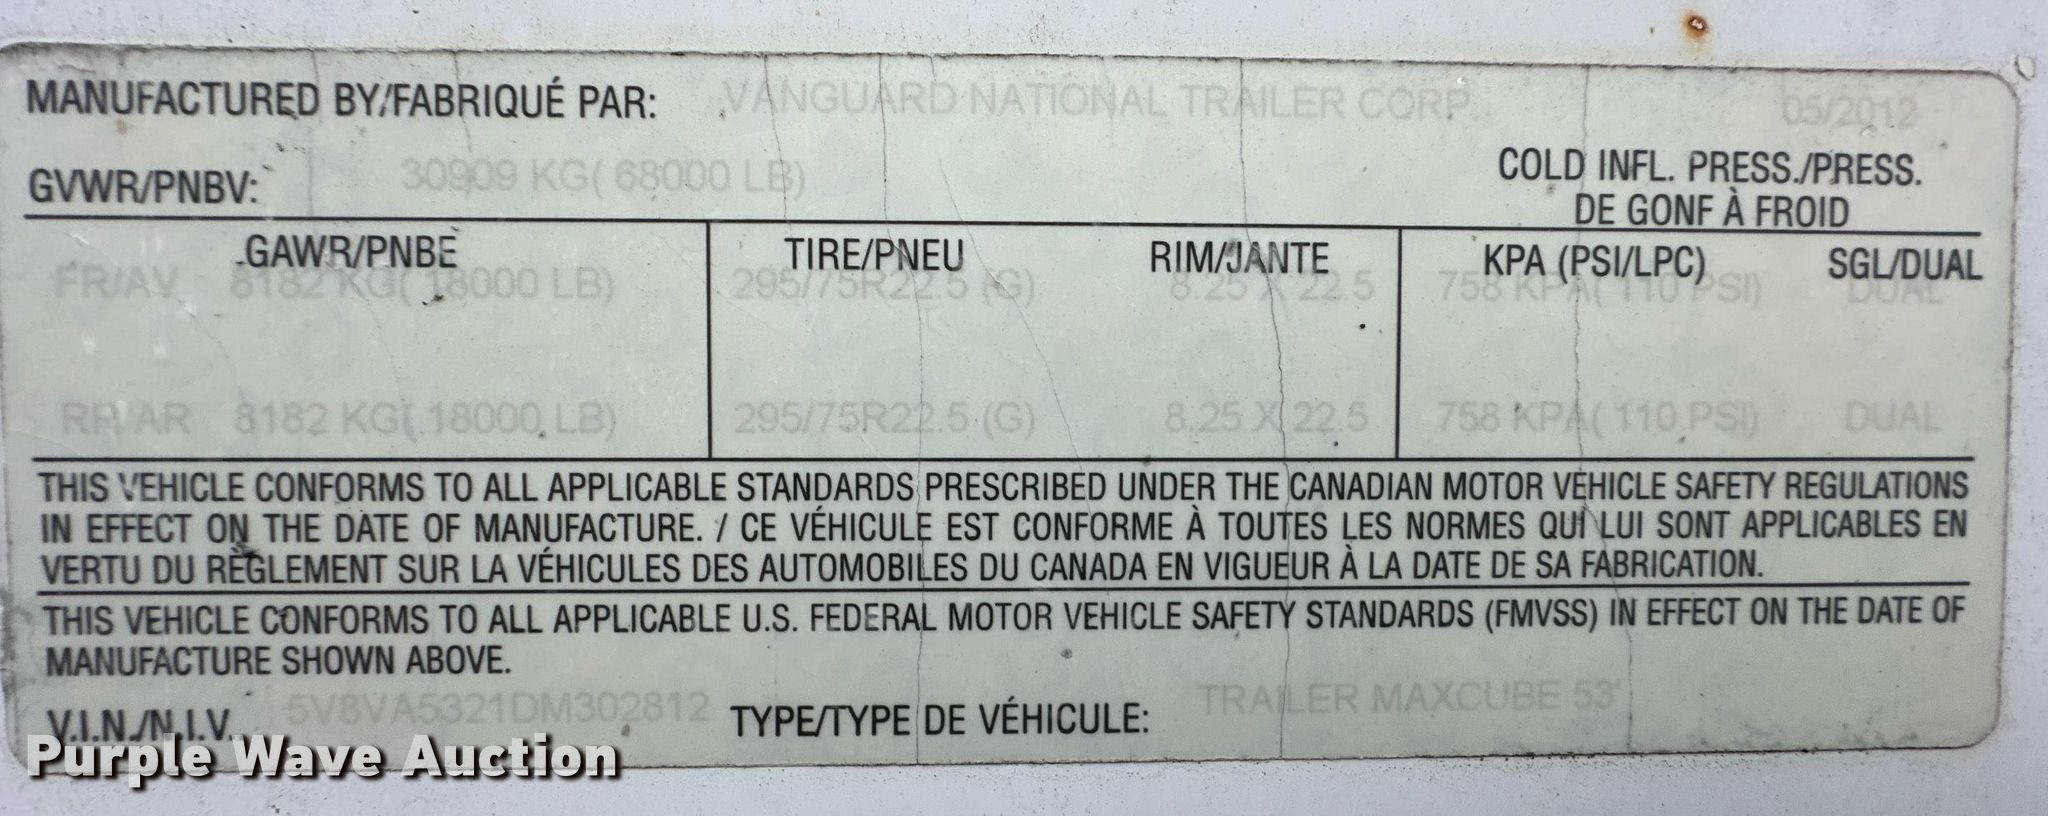 MANUFACTURED BY/FABRIQUÉ PAR: VANGUARD NATIONAL TRAILER CORP 05/2012
GVWR/PNBV: 30909 KG( 68000 LB)
COLD INFL. PRESS./PRESS.
DE GONF À FROID
GAWR/PNBE TIRE/PNEU RIM/JANTE KPA (PSI/LPC) SGL/DUAL
FR/AV 8182 KG( 18000 LB) 295/75R22.5 (G) 8.25 X 22.5 758 KPA( 110 PSI) DUAL
RR/AR 8182 KG( 18000 LB) 295/75R22.5 (G) 8.25 X 22.5 758 KPA( 110 PSI) DUAL
THIS VEHICLE CONFORMS TO ALL APPLICABLE STANDARDS PRESCRIBED UNDER THE CANADIAN MOTOR VEHICLE SAFETY REGULATIONS
IN EFFECT ON THE DATE OF MANUFACTURE. / CE VÉHICULE EST CONFORME À TOUTES LES NORMES QUI LUI SONT APPLICABLES EN
VERTU DU RÈGLEMENT SUR LA VÉHICULES DES AUTOMOBILES DU CANADA EN VIGUEUR À LA DATE DE SA FABRICATION.
THIS VEHICLE CONFORMS TO ALL APPLICABLE U.S. FEDERAL MOTOR VEHICLE SAFETY STANDARDS (FMVSS) IN EFFECT ON THE DATE OF
MANUFACTURE SHOWN ABOVE.
V.I.N./N.I.V. 5V8VA5321DM302812 TYPE/TYPE DE VÉHICULE: TRAILER MAXCUBE 53'
Purple Wave Auction